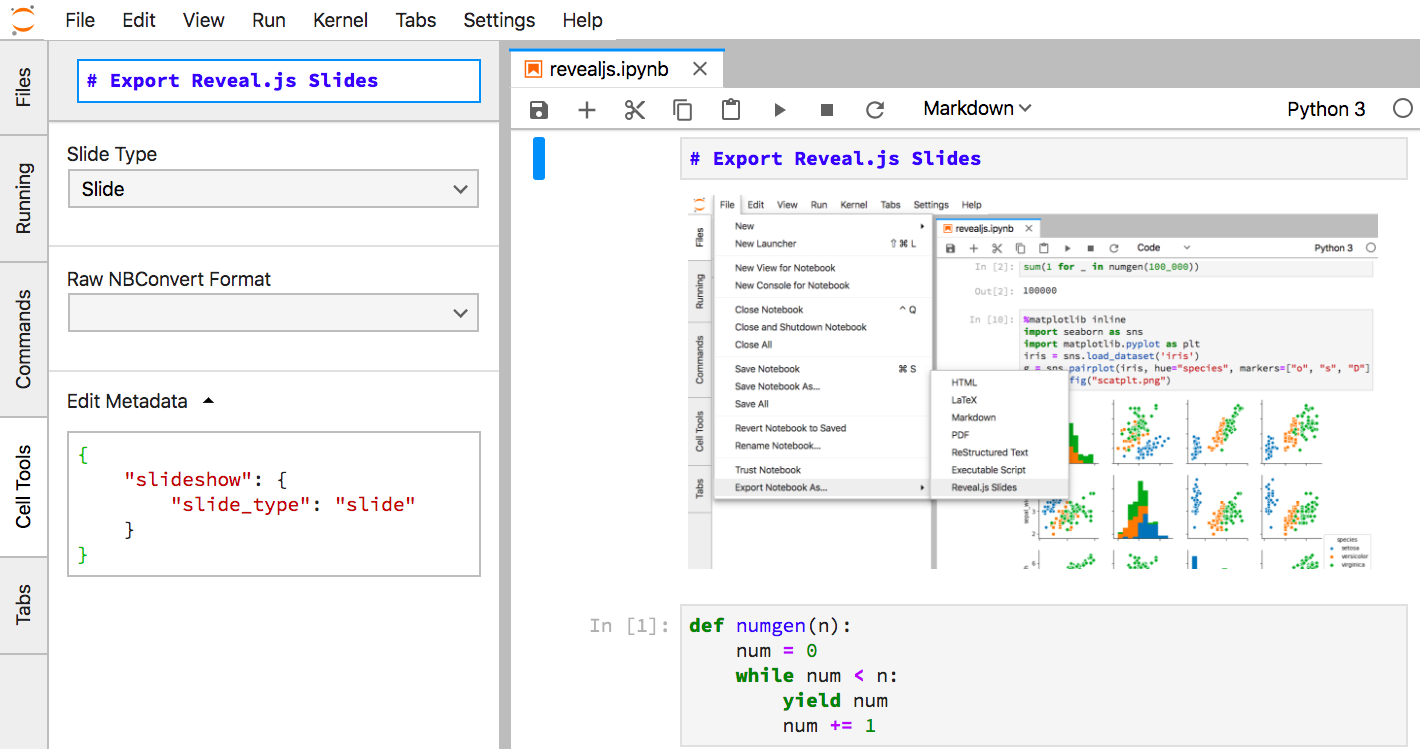 File Edit View Run Kernel Tabs Settings Help
Files
Running
Commands
Cell Tools
Tabs
# Export Reveal.js Slides
Slide Type
Slide
Raw NBConvert Format
Edit Metadata
{
    "slideshow": {
        "slide_type": "slide"
    }
}
revealjs.ipynb
Markdown Python 3
# Export Reveal.js Slides
File Edit View Run Kernel Tabs Settings Help
Files
Running
Commands
Cell Tools
Tabs
New
New Launcher ⇧ ⌘ L
New View for Notebook
New Console for Notebook
Close Notebook ^ Q
Close and Shutdown Notebook
Close All
Save Notebook ⌘ S
Save Notebook As...
Save All
Revert Notebook to Saved
Rename Notebook...
Trust Notebook
Export Notebook As...
HTML
LaTeX
Markdown
PDF
ReStructured Text
Executable Script
Reveal.js Slides
revealjs.ipynb
Code Python 3
In [2]: sum(1 for _ in numgen(100_000))
Out[2]: 100000
In [10]: %matplotlib inline
import seaborn as sns
import matplotlib.pyplot as plt
iris = sns.load_dataset('iris')
g = sns.pairplot(iris, hue="species", markers=["o", "s", "D"]
fig("scatplt.png")
3
2
6
species
setosa
versicolor
virginica
In [1]: def numgen(n):
    num = 0
    while num < n:
        yield num
        num += 1